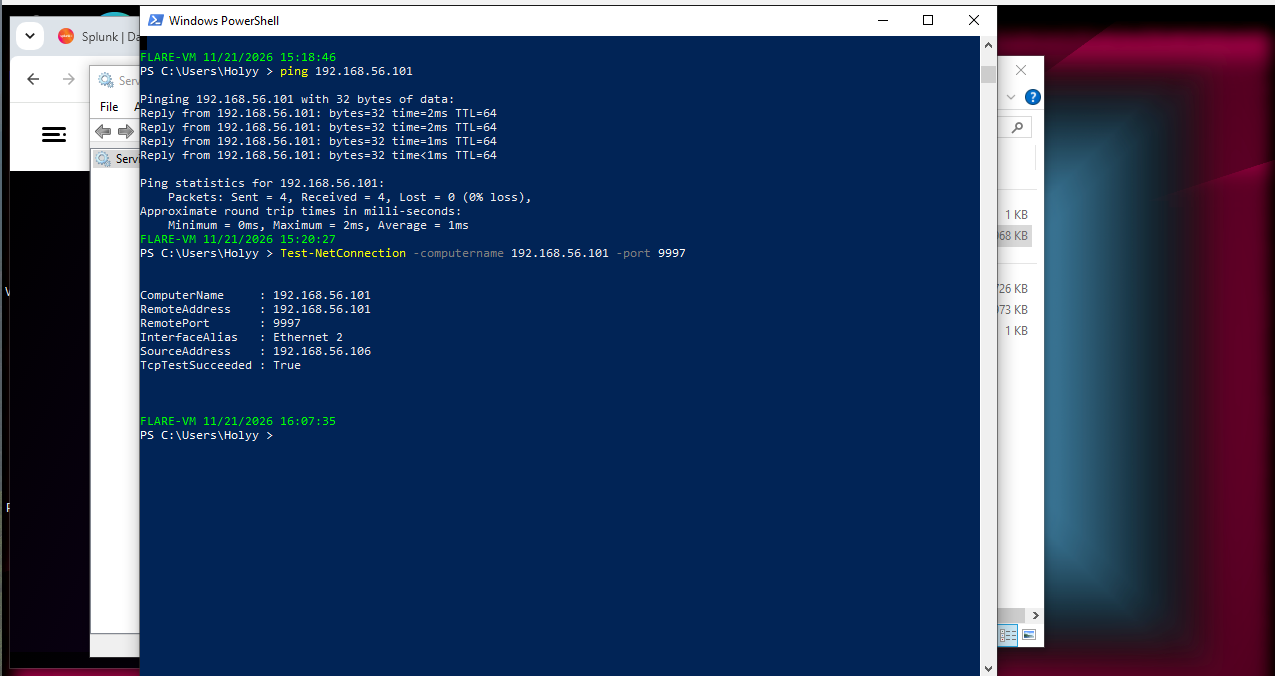 Windows PowerShell
Splunk | Da
Serv
File
Servi
FLARE-VM 11/21/2026 15:18:46
PS C:\Users\Holyy > ping 192.168.56.101
Pinging 192.168.56.101 with 32 bytes of data:
Reply from 192.168.56.101: bytes=32 time=2ms TTL=64
Reply from 192.168.56.101: bytes=32 time=2ms TTL=64
Reply from 192.168.56.101: bytes=32 time=1ms TTL=64
Reply from 192.168.56.101: bytes=32 time<1ms TTL=64
Ping statistics for 192.168.56.101:
Packets: Sent = 4, Received = 4, Lost = 0 (0% loss),
Approximate round trip times in milli-seconds:
Minimum = 0ms, Maximum = 2ms, Average = 1ms
FLARE-VM 11/21/2026 15:20:27
PS C:\Users\Holyy > Test-NetConnection -computername 192.168.56.101 -port 9997
ComputerName : 192.168.56.101
RemoteAddress : 192.168.56.101
RemotePort : 9997
InterfaceAlias : Ethernet 2
SourceAddress : 192.168.56.106
TcpTestSucceeded : True
FLARE-VM 11/21/2026 16:07:35
PS C:\Users\Holyy >
1 KB
68 KB
726 KB
973 KB
1 KB